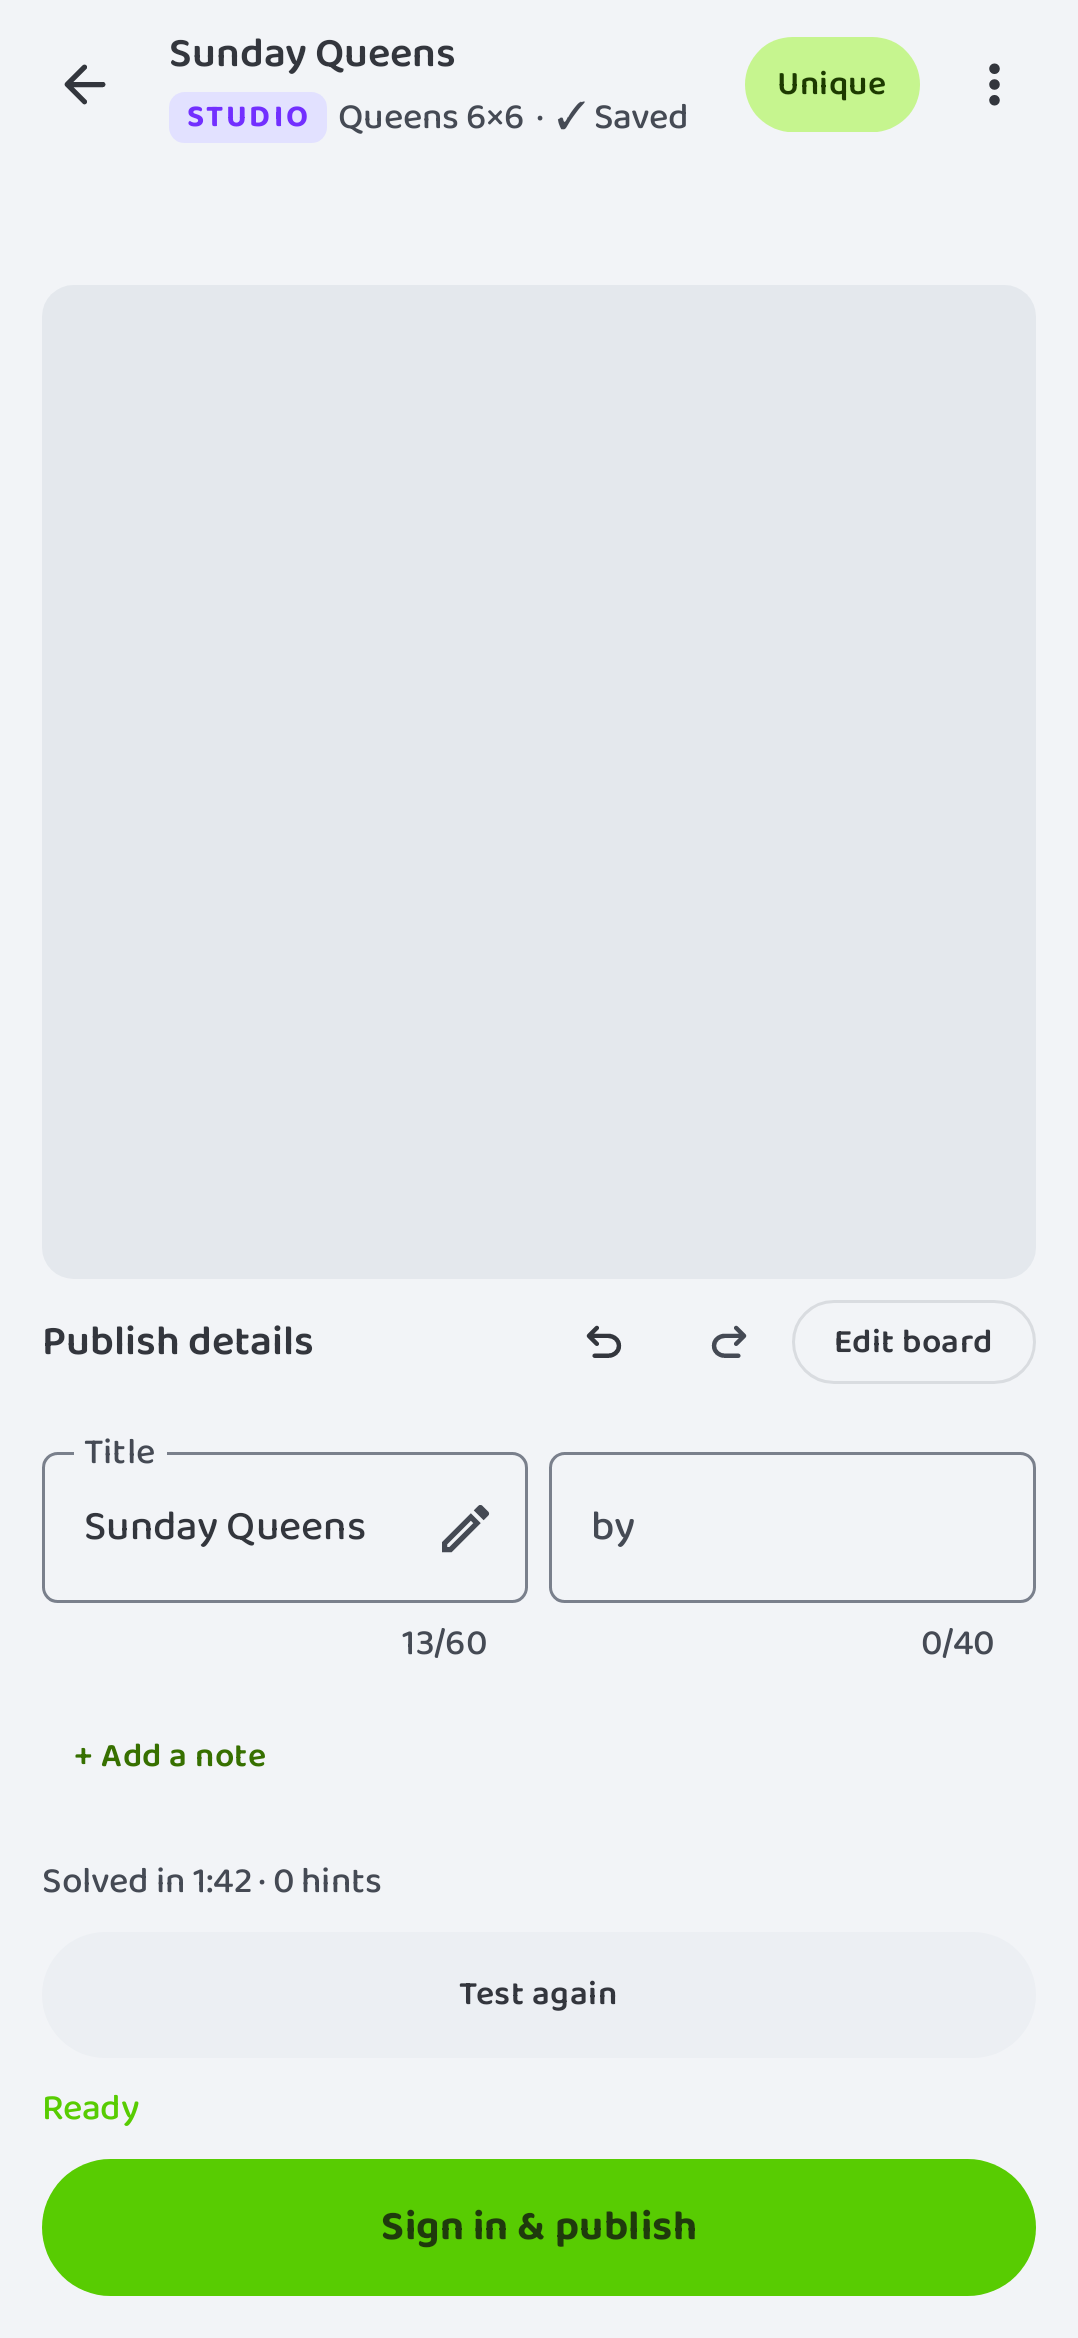 Sunday Queens
STUDIO Queens 6×6 · ✓ Saved
Unique
Publish details
Edit board
Title
Sunday Queens
by
13/60
0/40
+ Add a note
Solved in 1:42 · 0 hints
Test again
Ready
Sign in & publish